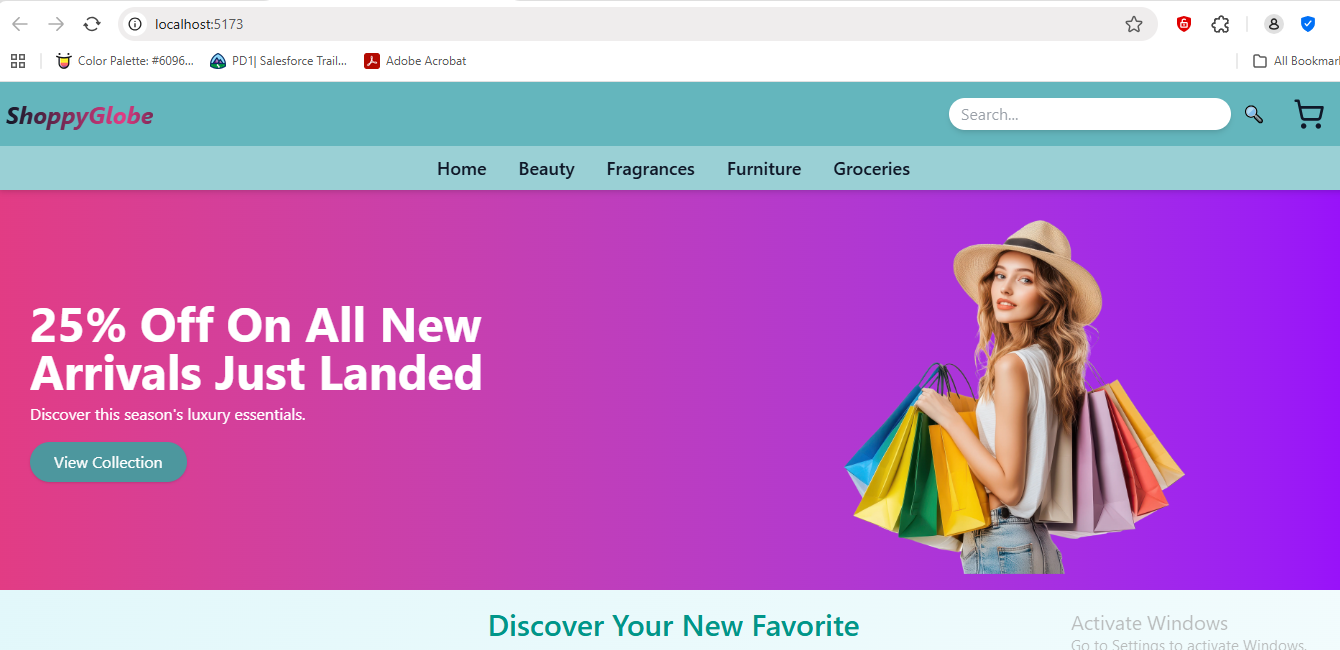 localhost:5173
Color Palette: #6096...
PD1| Salesforce Trail...
Adobe Acrobat
All Bookmar
ShoppyGlobe
Search...
Home
Beauty
Fragrances
Furniture
Groceries
25% Off On All New
Arrivals Just Landed
Discover this season's luxury essentials.
View Collection
Discover Your New Favorite
Activate Windows
Go to Settings to activate Windows.